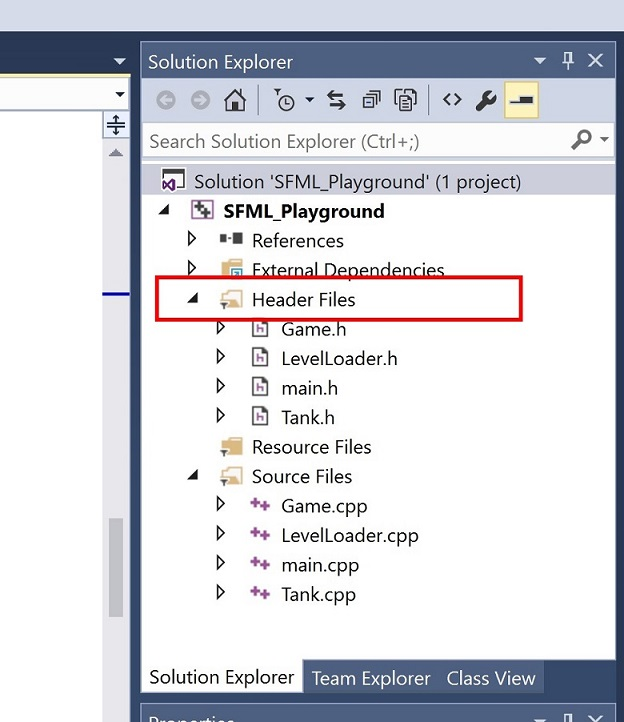 Solution Explorer
Search Solution Explorer (Ctrl+;)
Solution 'SFML_Playground' (1 project)
SFML_Playground
References
External Dependencies
Header Files
Game.h
LevelLoader.h
main.h
Tank.h
Resource Files
Source Files
Game.cpp
LevelLoader.cpp
main.cpp
Tank.cpp
Solution Explorer Team Explorer Class View
Properties